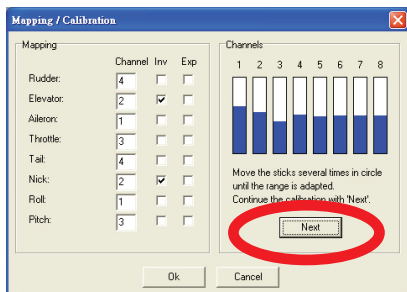 Mapping / Calibration
Mapping
Channel Inv Exp
Rudder: 4
Elevator: 2
Aileron: 1
Throttle: 3
Tail: 4
Nick: 2
Roll: 1
Pitch: 3
Channels
1 2 3 4 5 6 7 8
Move the sticks several times in circle
until the range is adapted.
Continue the calibration with 'Next'.
Next
Ok Cancel